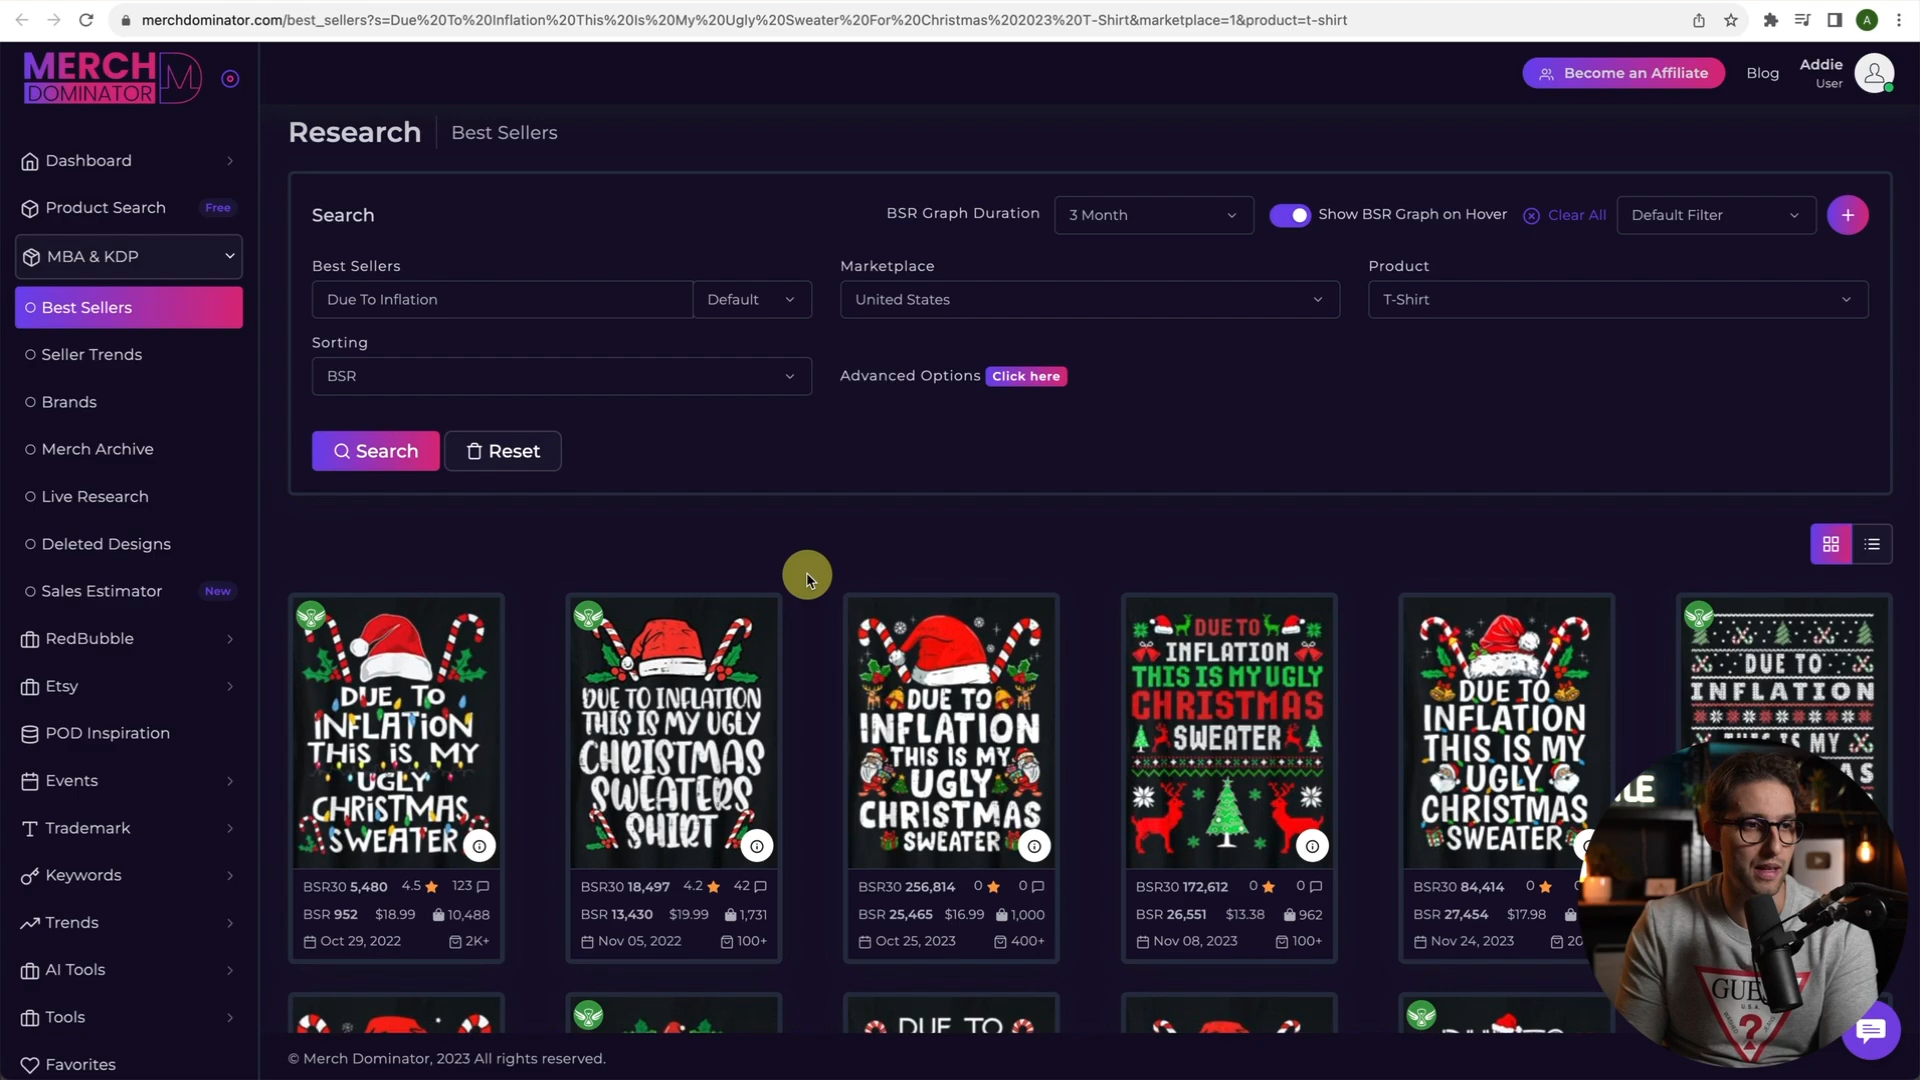 merchdominator.com/best_sellers?s=Due%20To%20Inflation%20This%20Is%20My%20Ugly%20Sweater%20For%20Christmas%202023%20T-Shirt&marketplace=1&product=t-shirt
A
MERCH
DOMINATOR
Become an Affiliate
Blog
Addie
User
Research
Best Sellers
Dashboard
Product Search
Free
MBA & KDP
Best Sellers
Seller Trends
Brands
Merch Archive
Live Research
Deleted Designs
Sales Estimator
New
RedBubble
Etsy
POD Inspiration
Events
Trademark
Keywords
Trends
AI Tools
Tools
Favorites
Search
BSR Graph Duration
3 Month
Show BSR Graph on Hover
Clear All
Default Filter
Best Sellers
Marketplace
Product
Due To Inflation
Default
United States
T-Shirt
Sorting
BSR
Advanced Options
Click here
Search
Reset
DUE TO
INFLATION
THIS IS MY
UGLY
CHRISTMAS
SWEATER
BSR30 5,480 4.5 123
BSR 952 $18.99 10,488
Oct 29, 2022 2K+
DUE TO INFLATION
THIS IS MY UGLY
CHRISTMAS
SWEATERS
SHIRT
BSR30 18,497 4.2 42
BSR 13,430 $19.99 1,731
Nov 05, 2022 100+
DUE TO
INFLATION
THIS IS MY
UGLY
CHRISTMAS
SWEATER
BSR30 256,814 0 0
BSR 25,465 $16.99 1,000
Oct 25, 2023 400+
DUE TO
INFLATION
THIS IS MY UGLY
CHRISTMAS
SWEATER
BSR30 172,612 0 0
BSR 26,551 $13.38 962
Nov 08, 2023 100+
DUE TO
INFLATION
THIS IS MY
UGLY
CHRISTMAS
SWEATER
BSR30 84,414 0
BSR 27,454 $17.98
Nov 24, 2023 20
DUE TO
INFLATION
THIS IS MY
DUE TO
GUE
U.S.A.
?
© Merch Dominator, 2023 All rights reserved.